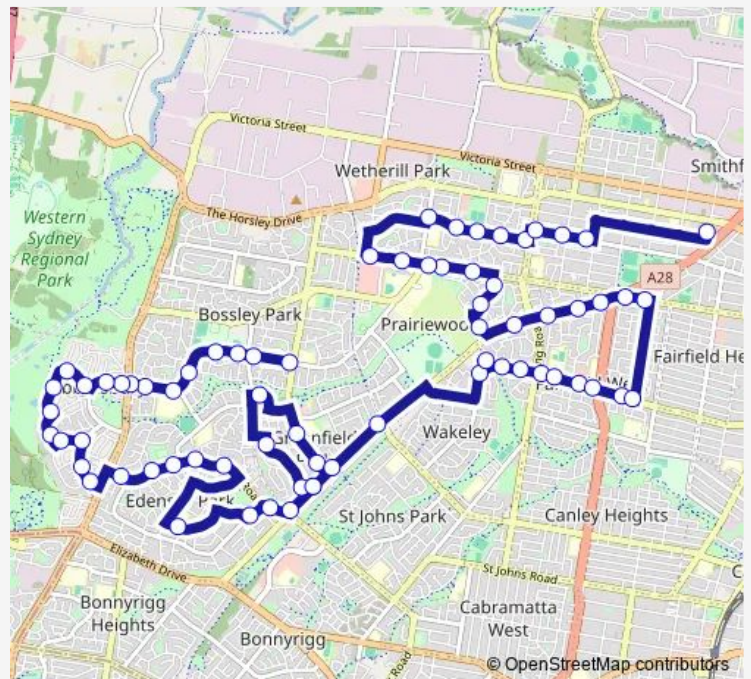 Victoria Street
Wetherill Park
Victoria Street
Smithf
The Horsley Drive
Western
Sydney
Regional
Park
A28
Bossley Park
Prairiewoo
Fairfield He
Wakeley
Edens Park
St Johns Park
Canley Heights
Elizabeth Drive
St Johns Road
Bonnyrigg
Heights
Cabramatta
West
Bonnyrigg
Road
© OpenStreetMap contributors